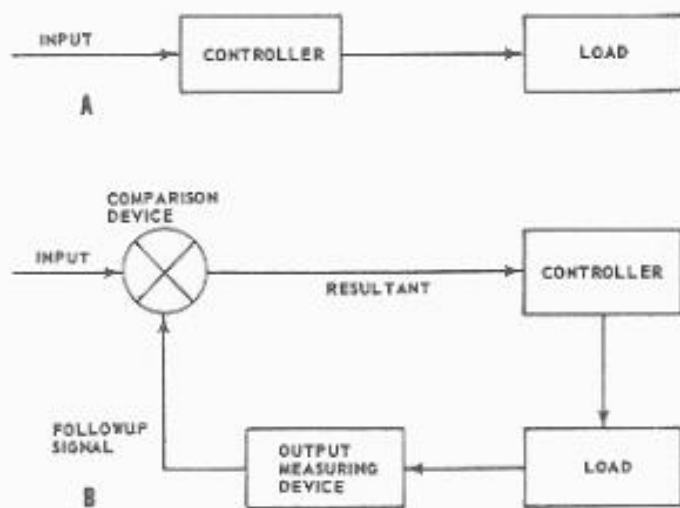 INPUT
CONTROLLER
LOAD
A
COMPARISON
DEVICE
INPUT
RESULTANT
CONTROLLER
FOLLOWUP
SIGNAL
OUTPUT
MEASURING
DEVICE
LOAD
B